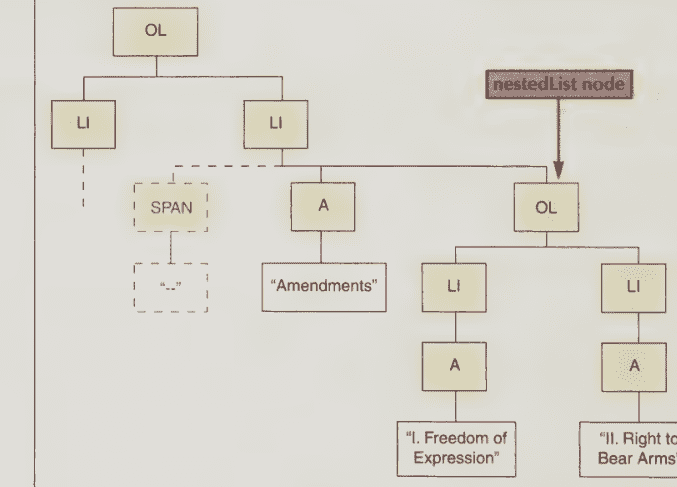 OL
nestedList node
LI
LI
SPAN
A
OL
"--"
"Amendments"
LI
LI
A
A
"I. Freedom of
Expression"
"II. Right to
Bear Arms"